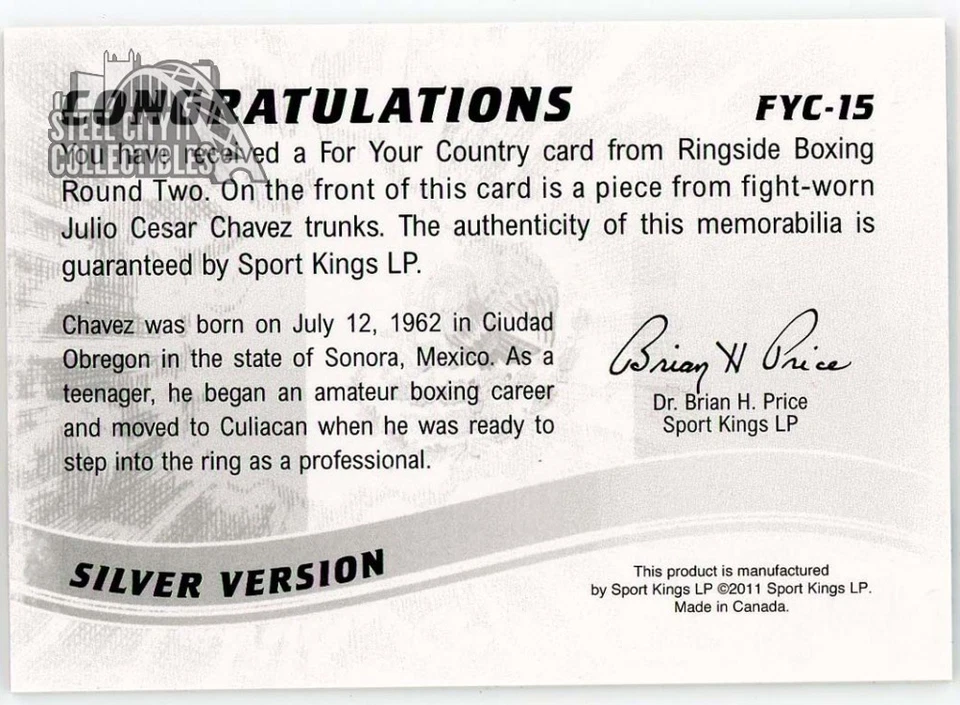 CONGRATULATIONS FYC-15
STEEL CITY
COLLECTIBLES
You have received a For Your Country card from Ringside Boxing
Round Two. On the front of this card is a piece from fight-worn
Julio Cesar Chavez trunks. The authenticity of this memorabilia is
guaranteed by Sport Kings LP.
Chavez was born on July 12, 1962 in Ciudad
Obregon in the state of Sonora, Mexico. As a
teenager, he began an amateur boxing career
and moved to Culiacan when he was ready to
step into the ring as a professional.
Brian H Price
Dr. Brian H. Price
Sport Kings LP
SILVER VERSION
This product is manufactured
by Sport Kings LP ©2011 Sport Kings LP.
Made in Canada.